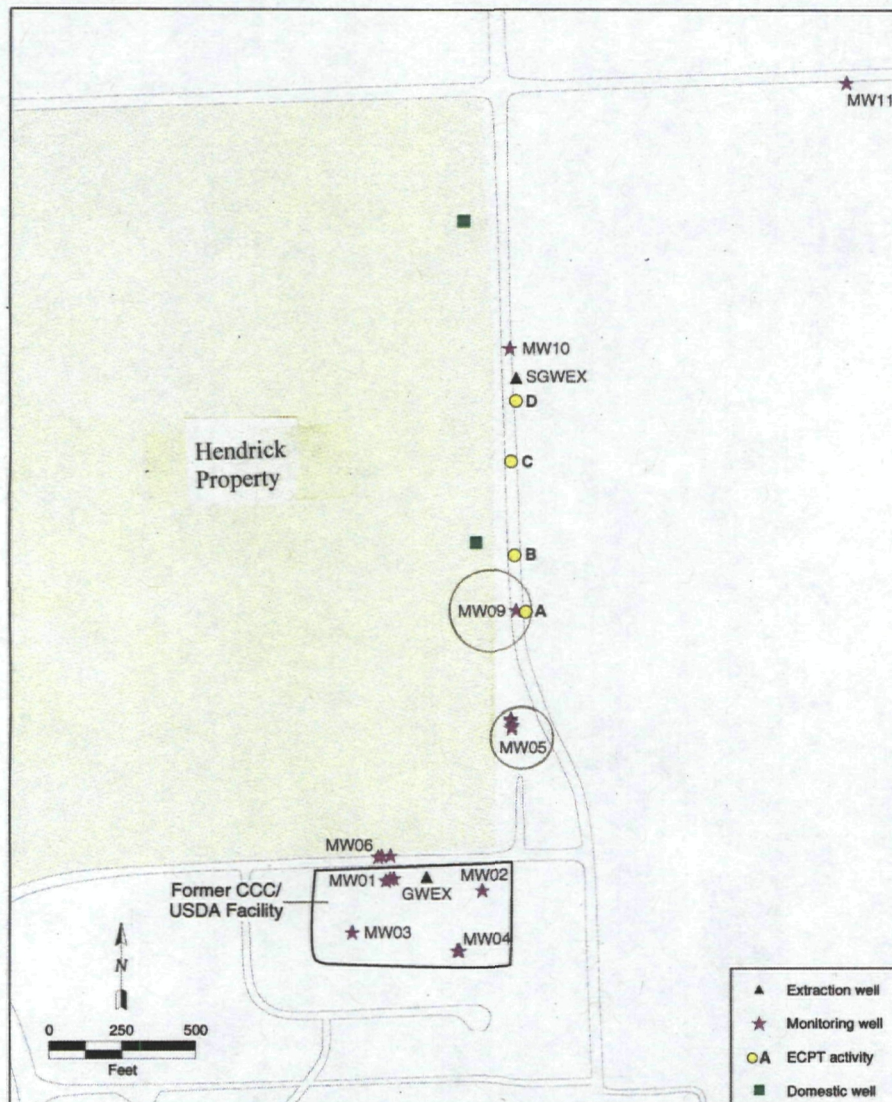 MW11
MW10
SGWEX
D
C
Hendrick
Property
B
MW09
A
MW05
MW06
MW01
GWEX
MW02
Former CCC/
USDA Facility
MW03
MW04
N
0 250 500
Feet
Extraction well
Monitoring well
A ECPT activity
Domestic well